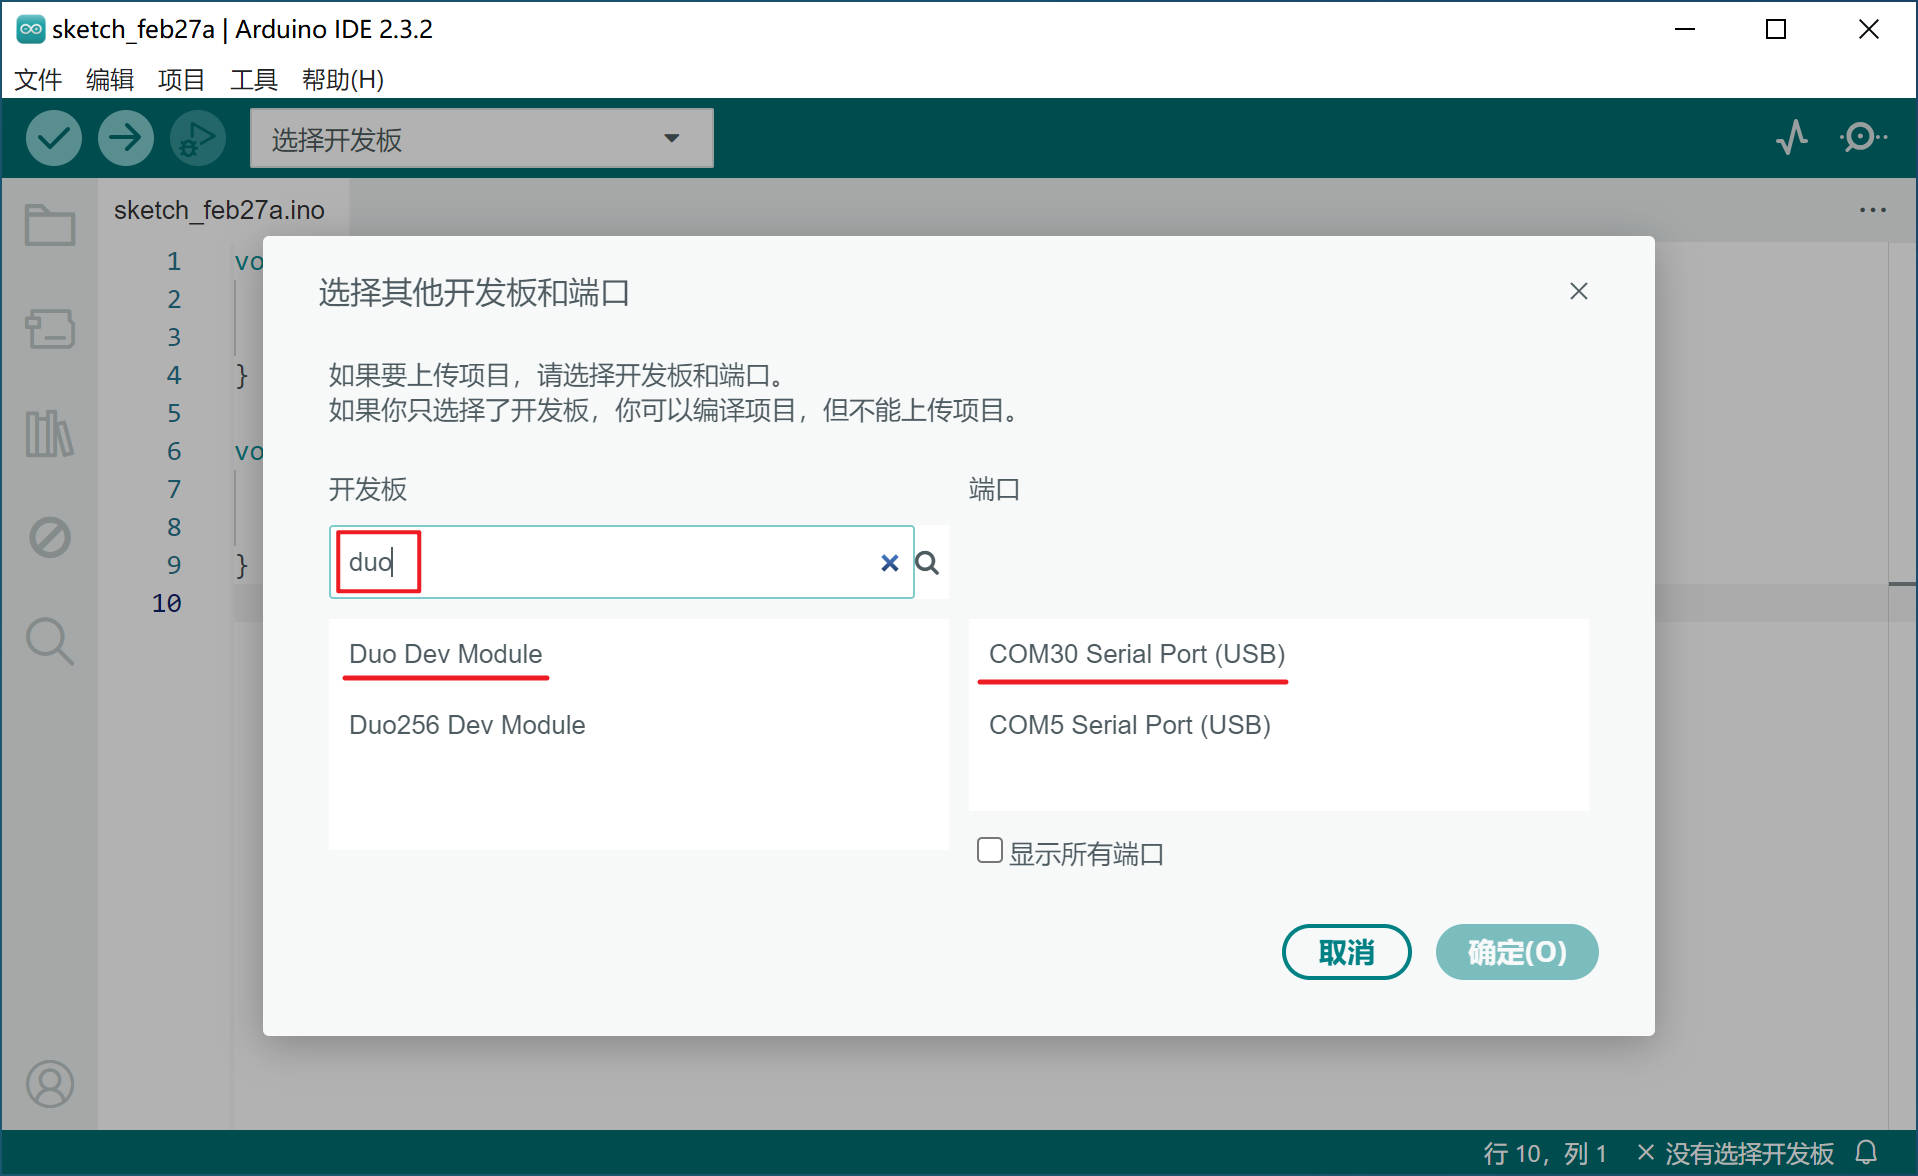 sketch_feb27a | Arduino IDE 2.3.2
文件 编辑 项目 工具 帮助(H)
选择开发板
sketch_feb27a.ino
1 vo
2
3
4 }
5
6 vo
7
8
9 }
10
选择其他开发板和端口
如果要上传项目，请选择开发板和端口。
如果你只选择了开发板，你可以编译项目，但不能上传项目。
开发板 端口
duo
Duo Dev Module COM30 Serial Port (USB)
Duo256 Dev Module COM5 Serial Port (USB)
显示所有端口
取消 确定(O)
行 10，列 1 没有选择开发板